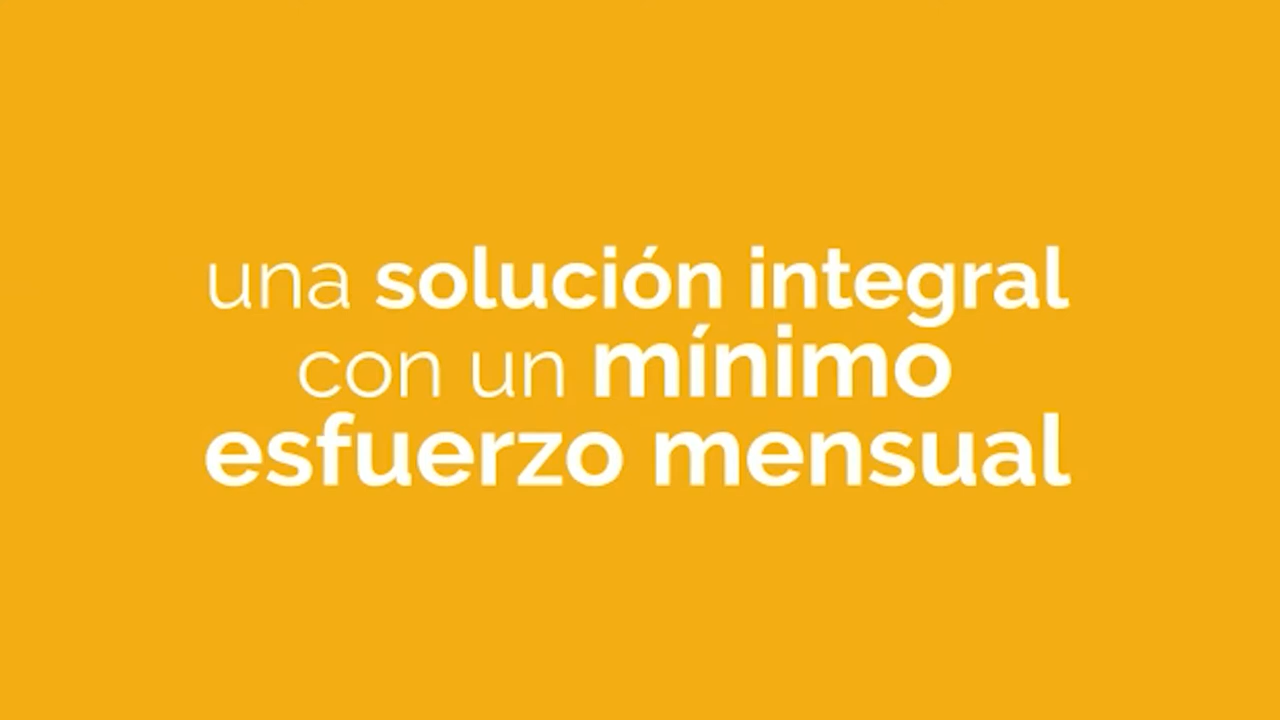 una solución integral
con un mínimo
esfuerzo mensual